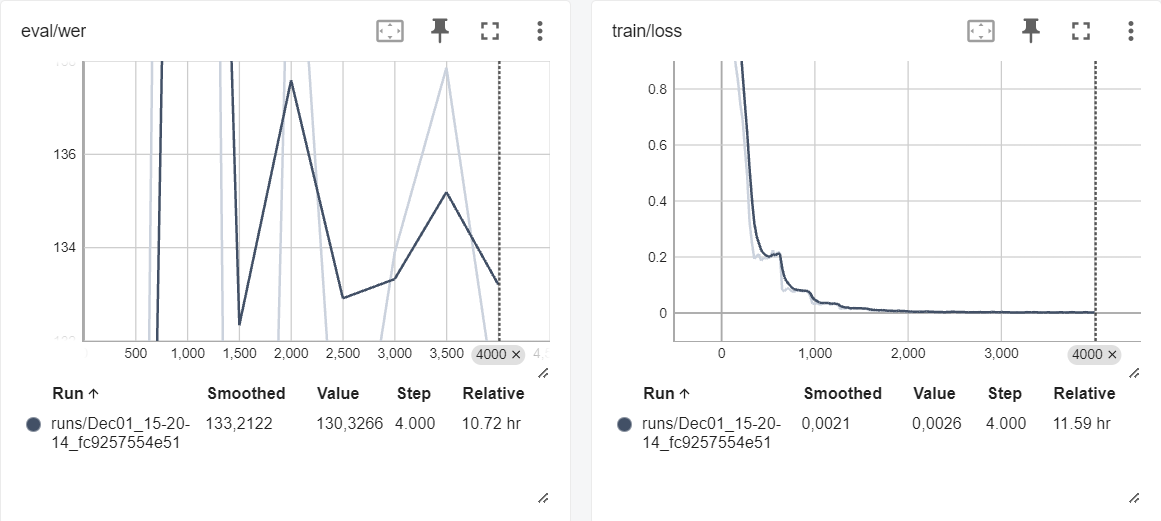 eval/wer
136
134
500 1,000 1,500 2,000 2,500 3,000 3,500 4000 ×
Run ↑ Smoothed Value Step Relative
runs/Dec01_15-20-
14_fc9257554e51 133,2122 130,3266 4.000 10.72 hr
train/loss
0.8
0.6
0.4
0.2
0
0 1,000 2,000 3,000 4000 ×
Run ↑ Smoothed Value Step Relative
runs/Dec01_15-20-
14_fc9257554e51 0,0021 0,0026 4.000 11.59 hr